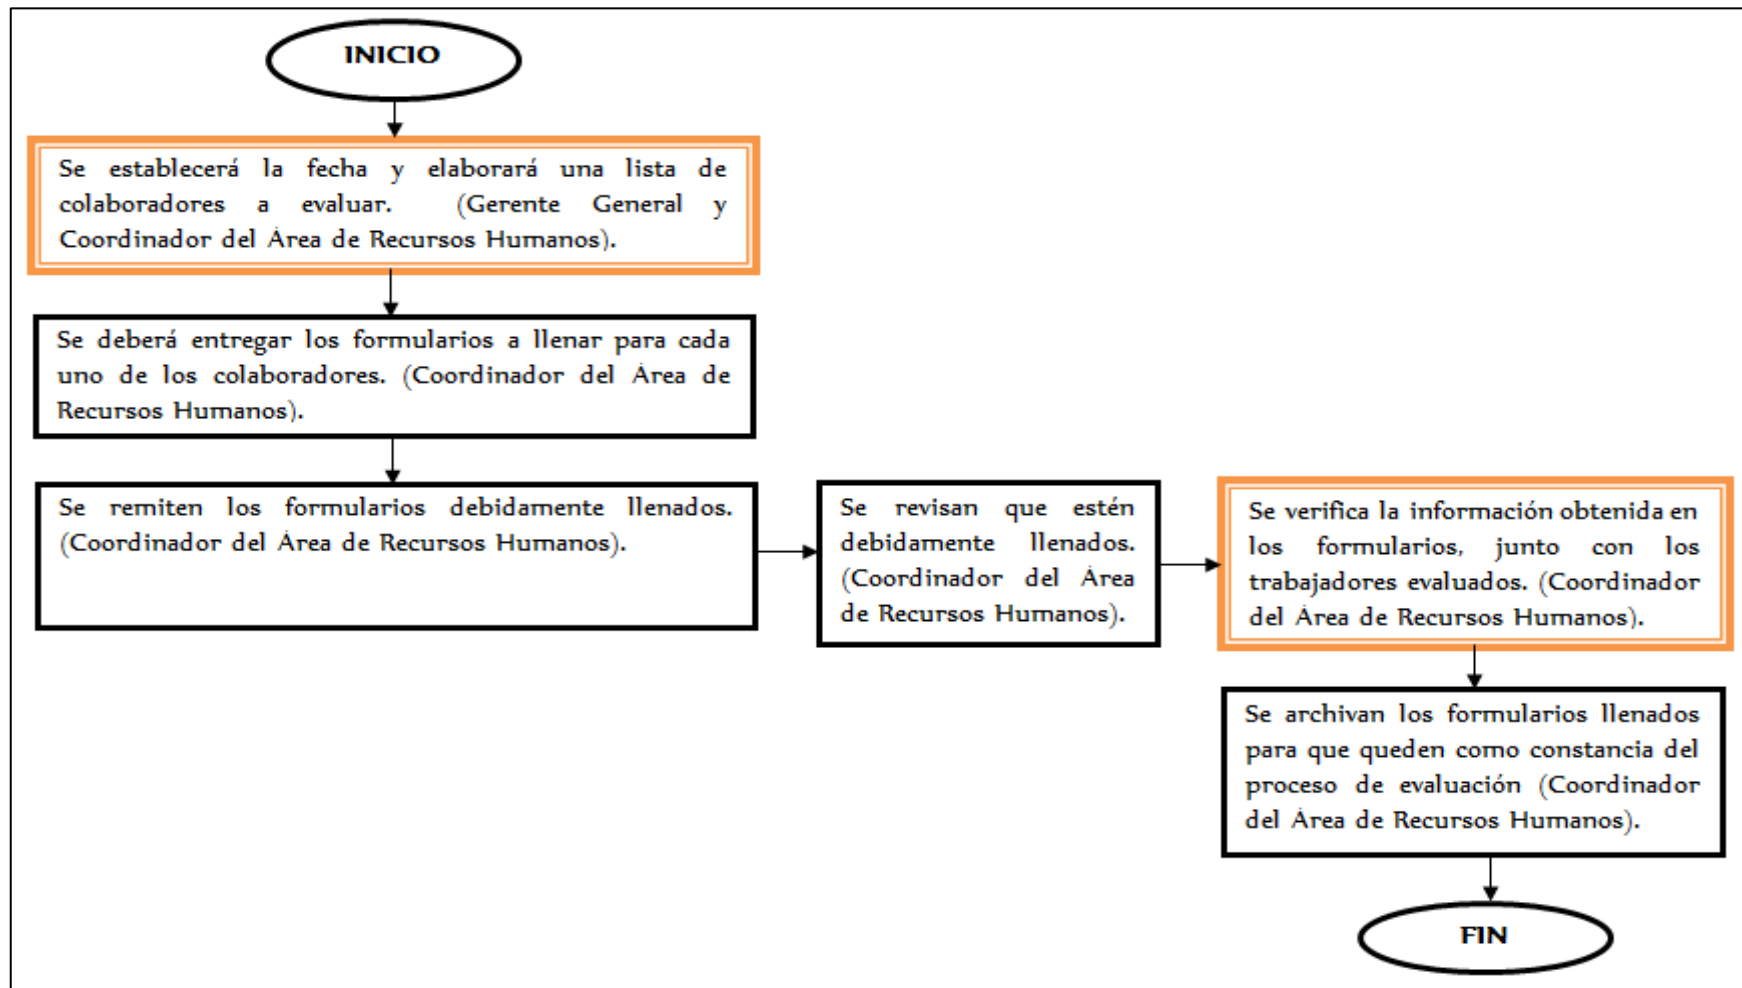 INICIO
Se establecerá la fecha y elaborará una lista de
colaboradores a evaluar. (Gerente General y
Coordinador del Área de Recursos Humanos).
Se deberá entregar los formularios a llenar para cada
uno de los colaboradores. (Coordinador del Área de
Recursos Humanos).
Se remiten los formularios debidamente llenados.
(Coordinador del Área de Recursos Humanos).
Se revisan que estén
debidamente llenados.
(Coordinador del Área
de Recursos Humanos).
Se verifica la información obtenida en
los formularios, junto con los
trabajadores evaluados. (Coordinador
del Área de Recursos Humanos).
Se archivan los formularios llenados
para que queden como constancia del
proceso de evaluación (Coordinador
del Área de Recursos Humanos).
FIN